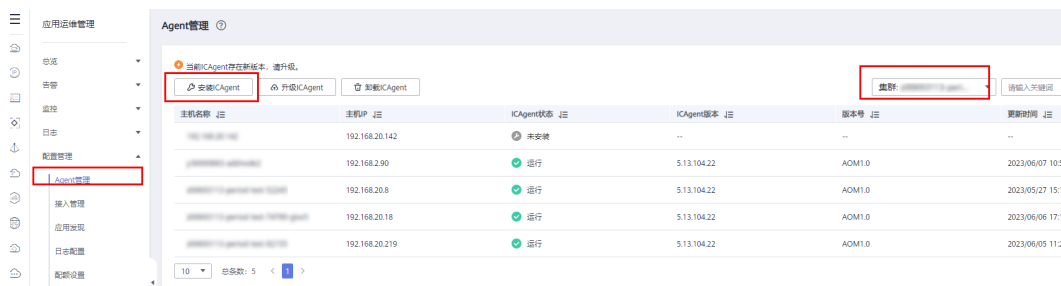 应用运维管理
总览
告警
监控
日志
配置管理
Agent管理
接入管理
应用发现
日志配置
配额设置
Agent管理
当前ICAgent存在新版本，请升级。
安装ICAgent 升级ICAgent 卸载ICAgent 集群: 请输入关键词
主机名称 主机IP ICAgent状态 ICAgent版本 版本号 更新时间
192.168.20.142 未安装 -- -- --
192.168.2.90 运行 5.13.104.22 AOM1.0 2023/06/07 10:5
192.168.20.8 运行 5.13.104.22 AOM1.0 2023/05/27 15:
192.168.20.18 运行 5.13.104.22 AOM1.0 2023/06/06 17:
192.168.20.219 运行 5.13.104.22 AOM1.0 2023/06/05 11:2
10 总条数: 5 < 1 >